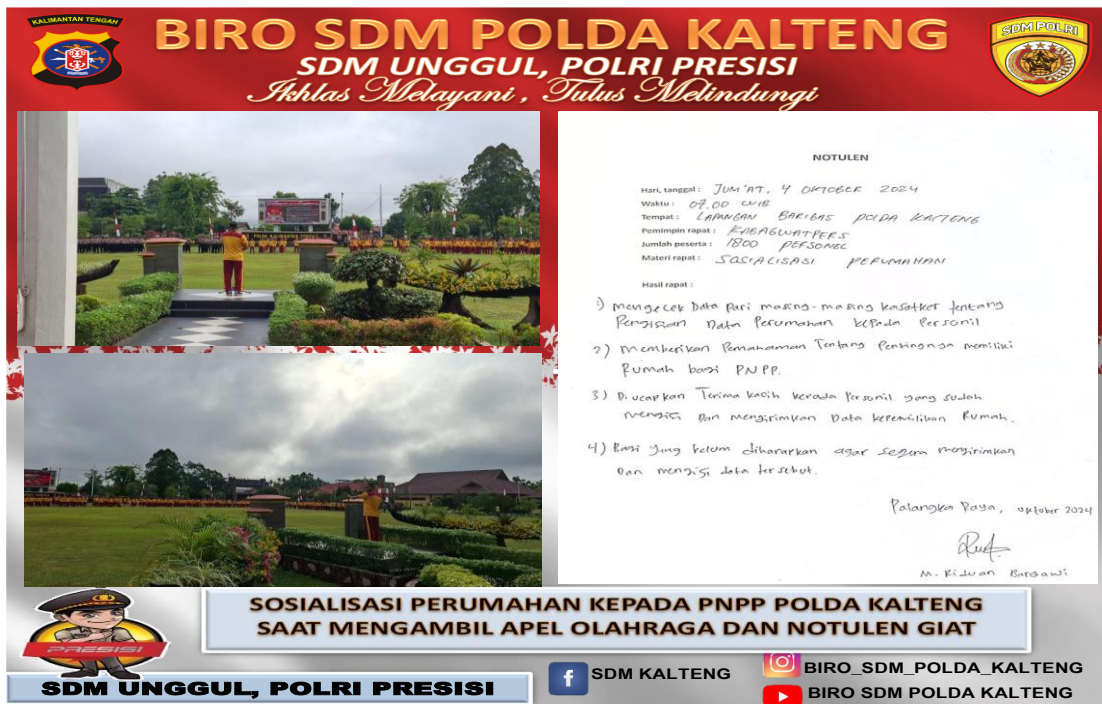 KALIMANTAN TENGAH
BIRO SDM POLDA KALTENG
SDM UNGGUL, POLRI PRESISI
Ikhlas Melayani , Tulus Melindungi
SDM POLRI
NOTULEN
Hari, tanggal : JUM'AT, 4 OKTOBER 2024
Waktu : 07.00 WIB
Tempat : LAPANGAN BARIGAS POLDA KALTENG
Pemimpin rapat : KABAGWATPERS
Jumlah peserta : 1800 PERSONEL
Materi rapat : SOSIALISASI PERUMAHAN
Hasil rapat :
1) Mengecek Data Dari masing-masing Kasatker tentang
Pengisian Data Perumahan kepada Personil
2) Memberikan Pemahaman Tentang Pentingnya memiliki
Rumah bagi PNPP.
3) Diucapkan Terima kasih kepada Personil yang sudah
mengisi Dan mengirimkan Data kepemilikan Rumah.
4) Bagi yang belum diharapkan agar segera mengirimkan
Dan mengisi data tersebut.
Palangka Raya, Oktober 2024
M. Riduan
SOSIALISASI PERUMAHAN KEPADA PNPP POLDA KALTENG
SAAT MENGAMBIL APEL OLAHRAGA DAN NOTULEN GIAT
PRESISI
SDM UNGGUL, POLRI PRESISI
SDM KALTENG
BIRO_SDM_POLDA_KALTENG
BIRO SDM POLDA KALTENG